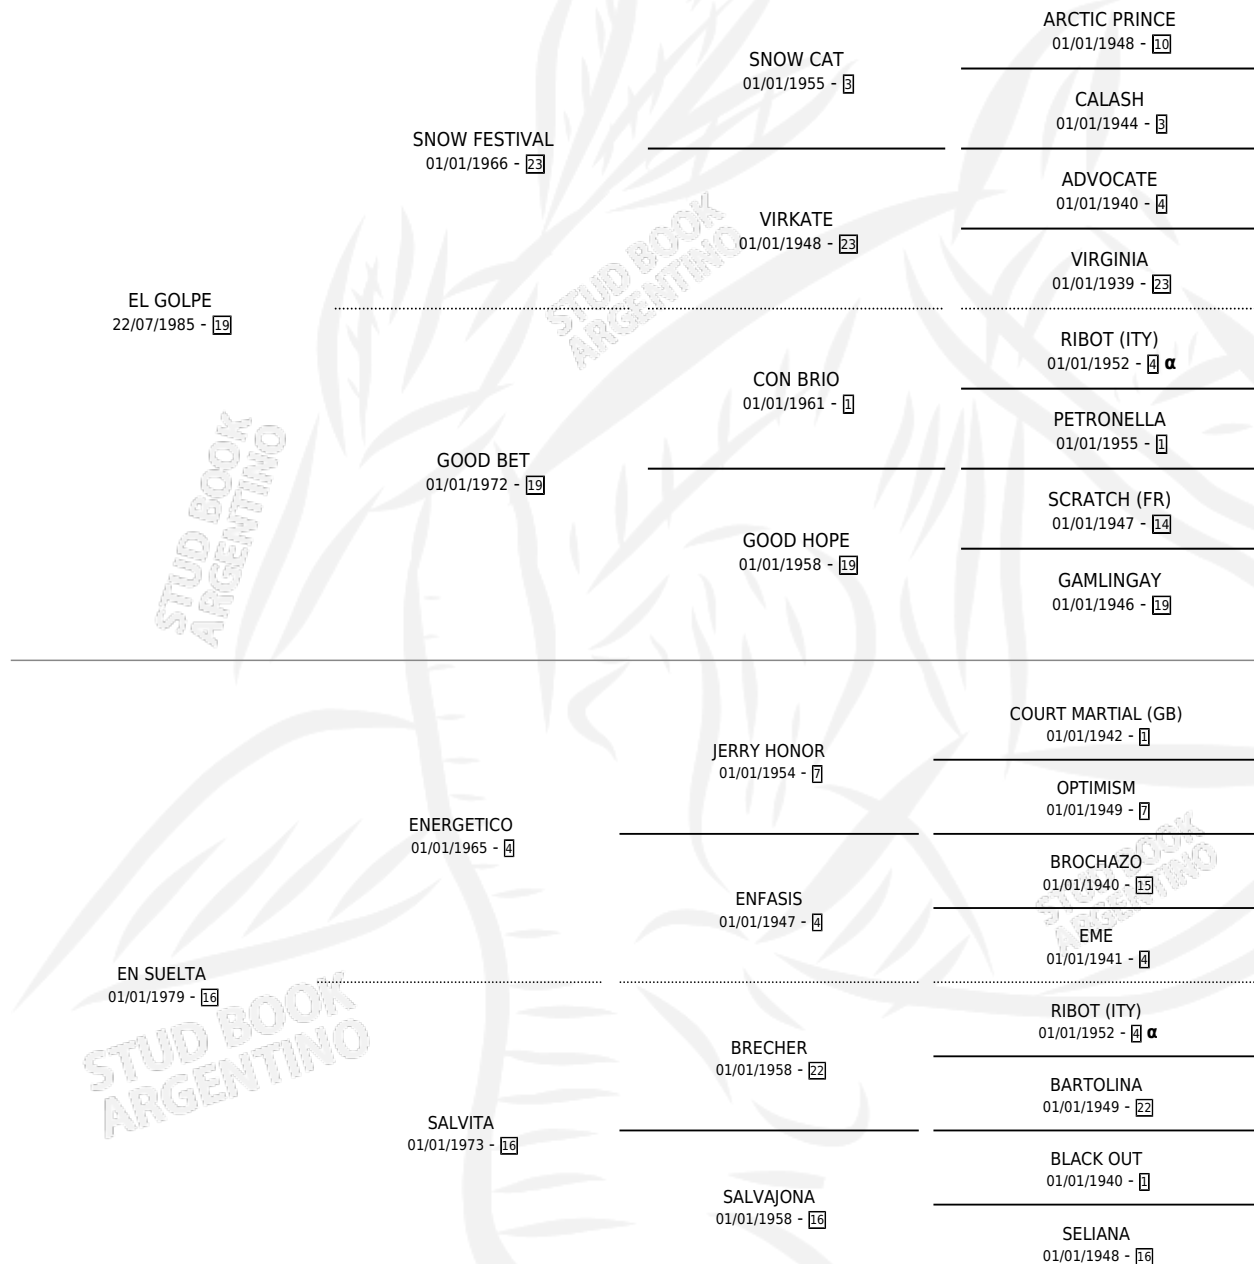 ARCTIC PRINCE
01/01/1948 - 10
SNOW CAT
01/01/1955 - 3
CALASH
01/01/1944 - 3
SNOW FESTIVAL
01/01/1966 - 23
ADVOCATE
01/01/1940 - 4
VIRKATE
01/01/1948 - 23
VIRGINIA
01/01/1939 - 23
STUD BOOK
ARGENTINO
EL GOLPE
22/07/1985 - 19
RIBOT (ITY)
01/01/1952 - 4 α
CON BRIO
01/01/1961 - 1
PETRONELLA
01/01/1955 - 1
GOOD BET
01/01/1972 - 19
SCRATCH (FR)
01/01/1947 - 14
GOOD HOPE
01/01/1958 - 19
GAMLINGAY
01/01/1946 - 19
STUD BOOK
ARGENTINO
COURT MARTIAL (GB)
01/01/1942 - 1
JERRY HONOR
01/01/1954 - 7
OPTIMISM
01/01/1949 - 7
ENERGETICO
01/01/1965 - 4
BROCHAZO
01/01/1940 - 15
ENFASIS
01/01/1947 - 4
EME
01/01/1941 - 4
STUD BOOK
ARGENTINO
EN SUELTA
01/01/1979 - 16
RIBOT (ITY)
01/01/1952 - 4 α
BRECHER
01/01/1958 - 22
BARTOLINA
01/01/1949 - 22
SALVITA
01/01/1973 - 16
BLACK OUT
01/01/1940 - 1
SALVAJONA
01/01/1958 - 16
SELIANA
01/01/1948 - 16
STUD BOOK
ARGENTINO